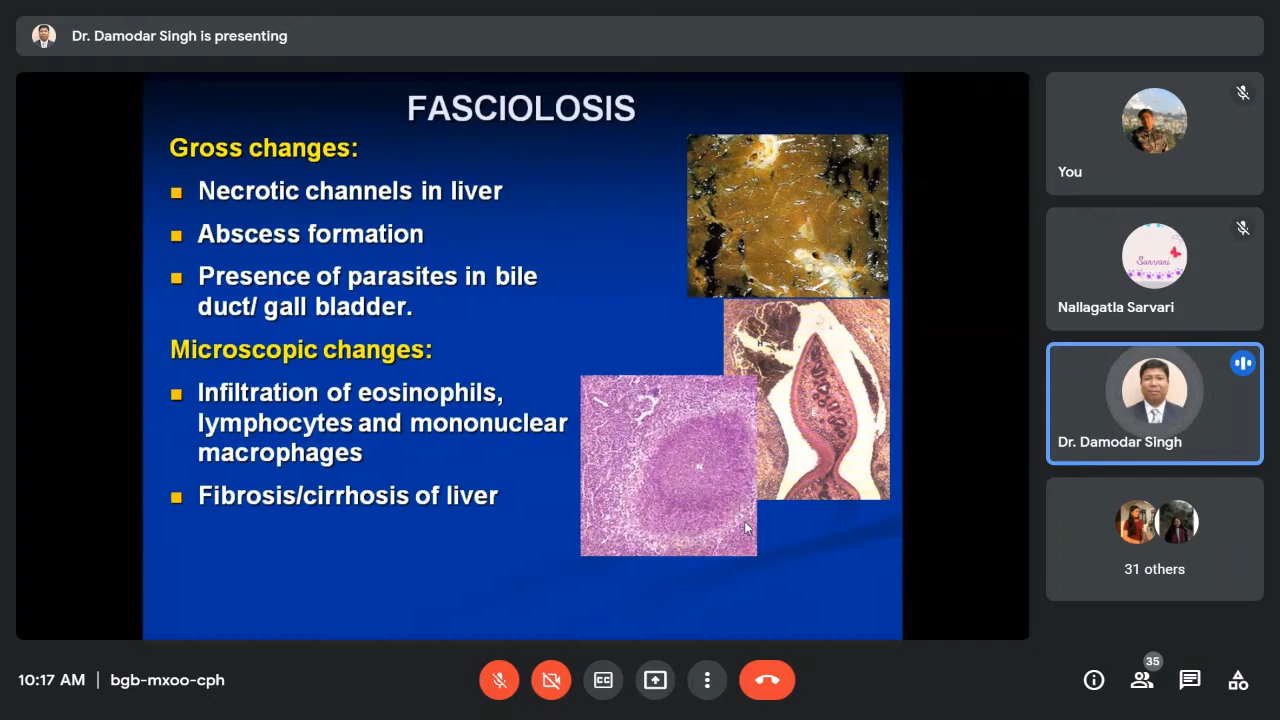 Dr. Damodar Singh is presenting
FASCIOLOSIS
Gross changes:
Necrotic channels in liver
Abscess formation
Presence of parasites in bile
duct/ gall bladder.
Microscopic changes:
Infiltration of eosinophils,
lymphocytes and mononuclear
macrophages
Fibrosis/cirrhosis of liver
H
N
You
Sarvari
Nallagatla Sarvari
Dr. Damodar Singh
31 others
10:17 AM | bgb-mxoo-cph
CC
35